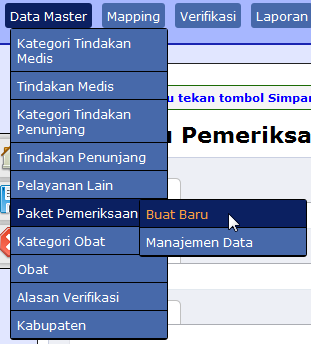 Data Master Mapping Verifikasi Laporan
Kategori Tindakan
Medis
Tindakan Medis
Kategori Tindakan
Penunjang
Tindakan Penunjang
Pelayanan Lain
Paket Pemeriksaan
Kategori Obat
Obat
Alasan Verifikasi
Kabupaten
Buat Baru
Manajemen Data
u tekan tombol Simpan
u Pemeriksa